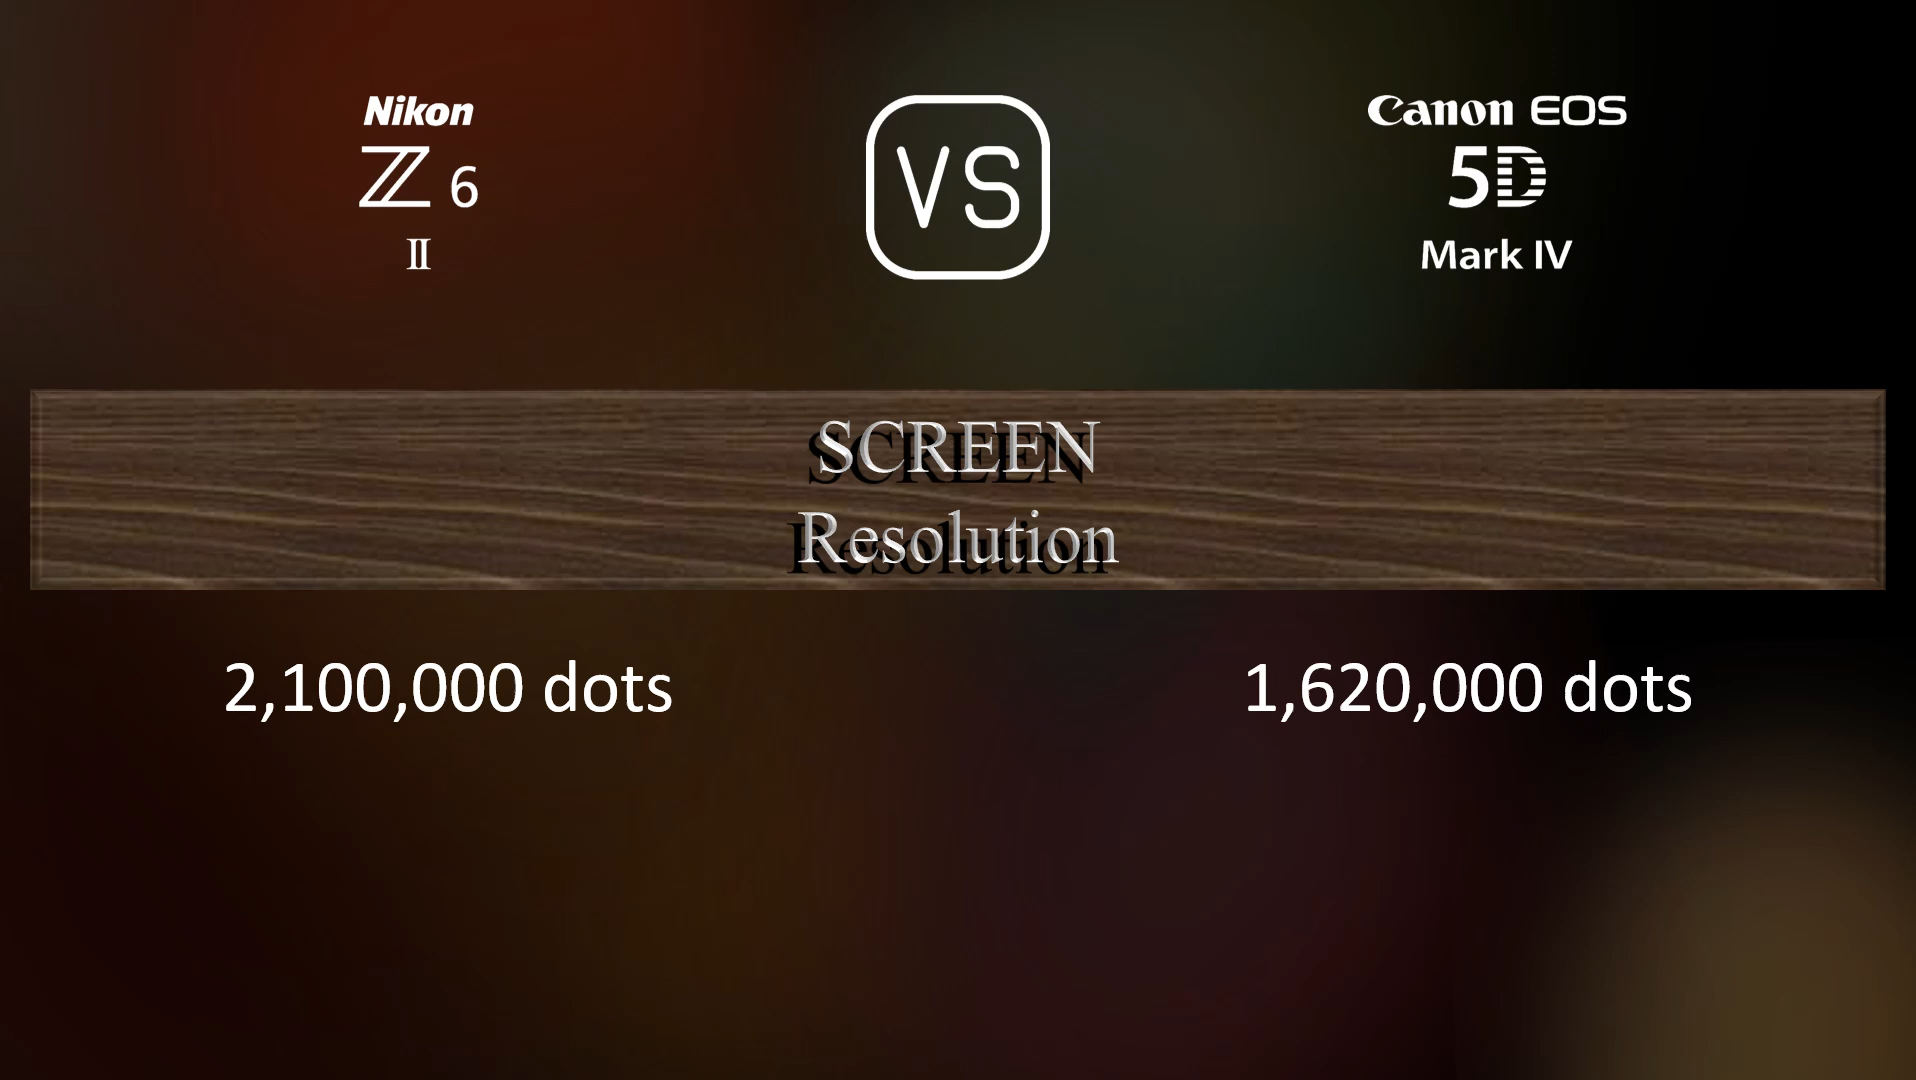 Nikon
Z 6
II
VS
Canon EOS
5D
Mark IV
SCREEN
Resolution
2,100,000 dots
1,620,000 dots